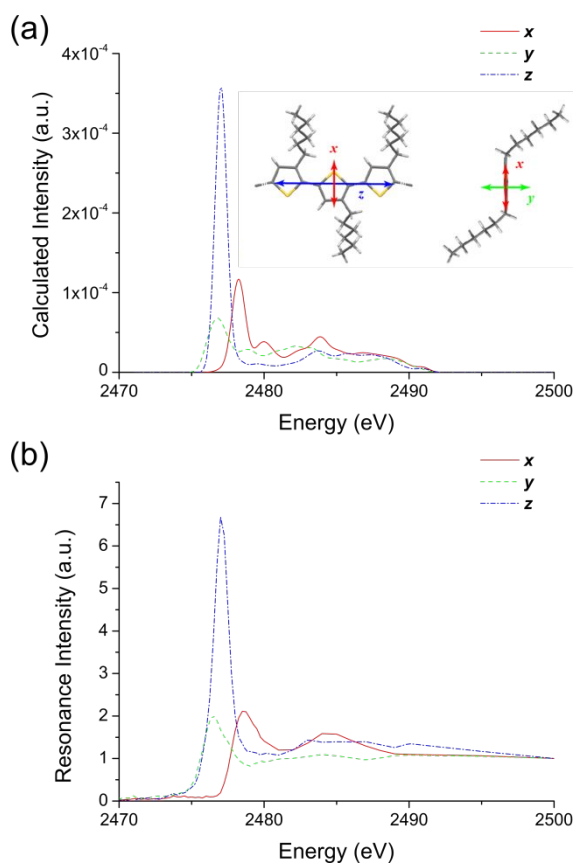 (a)
x
y
z
4x10⁻⁴
3x10⁻⁴
2x10⁻⁴
1x10⁻⁴
0
Calculated Intensity (a.u.)
x
z
x
y
2470 2480 2490 2500
Energy (eV)
(b)
x
y
z
7
6
5
4
3
2
1
0
Resonance Intensity (a.u.)
2470 2480 2490 2500
Energy (eV)